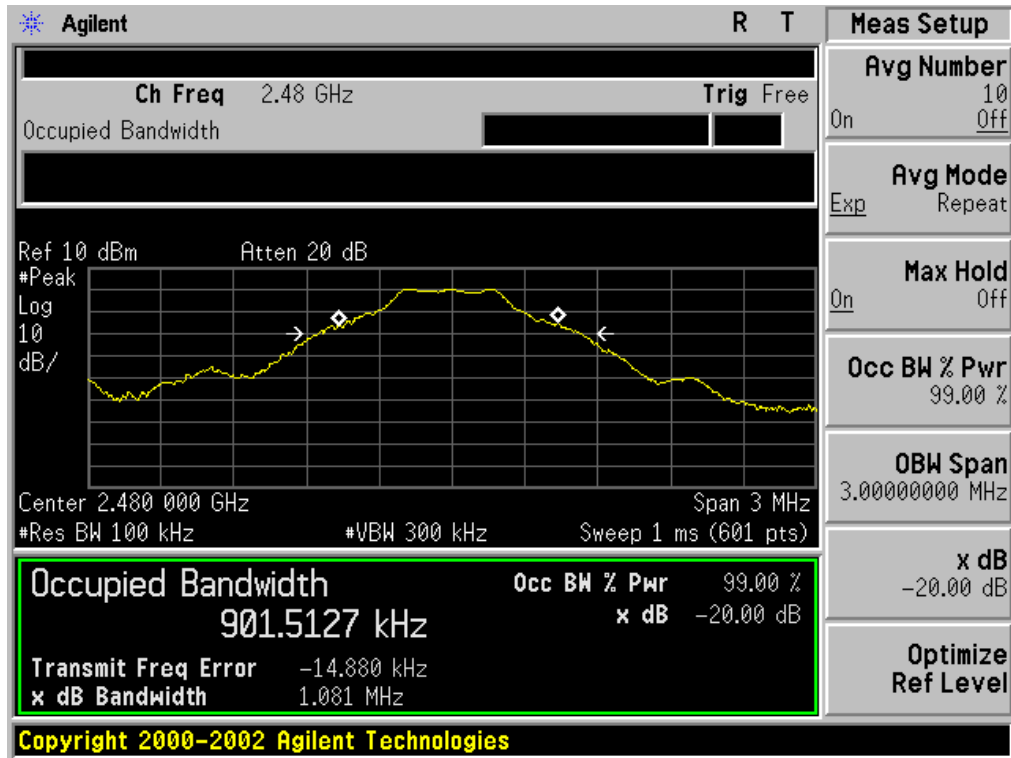 Agilent R T
Ch Freq 2.48 GHz Trig Free
Occupied Bandwidth
Ref 10 dBm Atten 20 dB
#Peak
Log
10
dB/
Center 2.480 000 GHz Span 3 MHz
#Res BW 100 kHz #VBW 300 kHz Sweep 1 ms (601 pts)
Occupied Bandwidth Occ BW % Pwr 99.00 %
901.5127 kHz x dB -20.00 dB
Transmit Freq Error -14.880 kHz
x dB Bandwidth 1.081 MHz
Copyright 2000-2002 Agilent Technologies
Meas Setup
Avg Number
10
On Off
Avg Mode
Exp Repeat
Max Hold
On Off
Occ BW % Pwr
99.00 %
OBW Span
3.00000000 MHz
x dB
-20.00 dB
Optimize
Ref Level